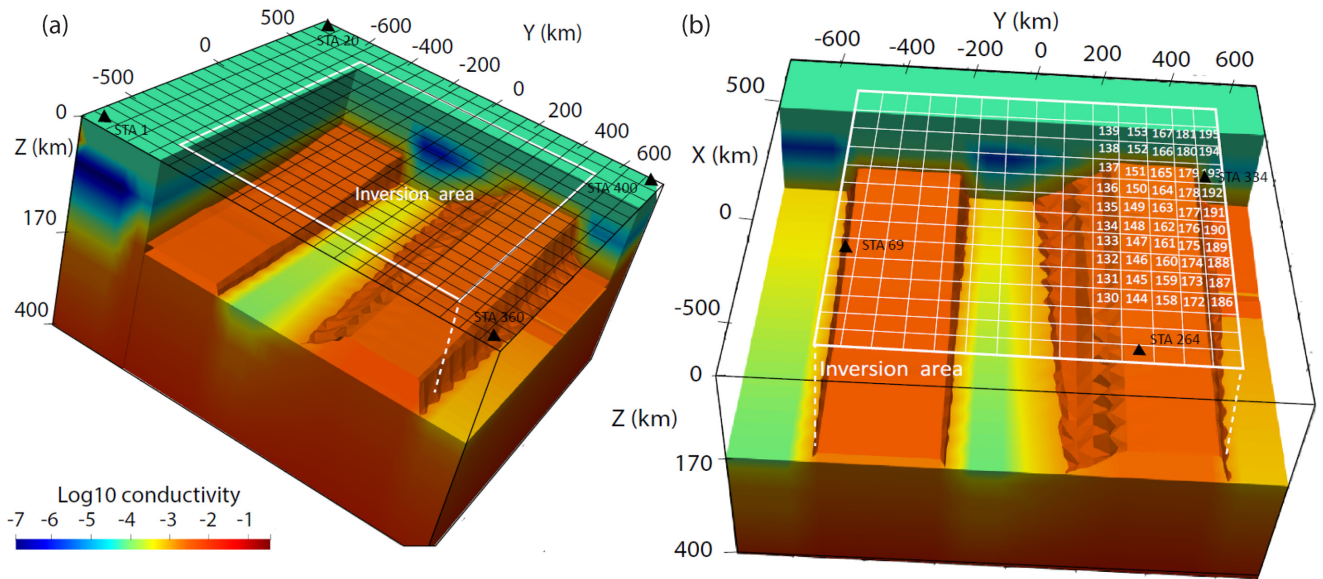 (a)
500
0
-500
STA 20
-600
-400
-200
0
200
400
600
Y (km)
STA 1
STA 400
STA 360
Inversion area
0
Z (km)
170
400
Log10 conductivity
-7 -6 -5 -4 -3 -2 -1
(b)
Y (km)
-600 -400 -200 0 200 400 600
500
X (km)
0
-500
139 153 167 181 195
138 152 166 180 194
137 151 165 179 193
STA 334
136 150 164 178 192
135 149 163 177 191
134 148 162 176 190
133 147 161 175 189
132 146 160 174 188
131 145 159 173 187
130 144 158 172 186
STA 69
STA 264
Inversion area
0
Z (km)
170
400